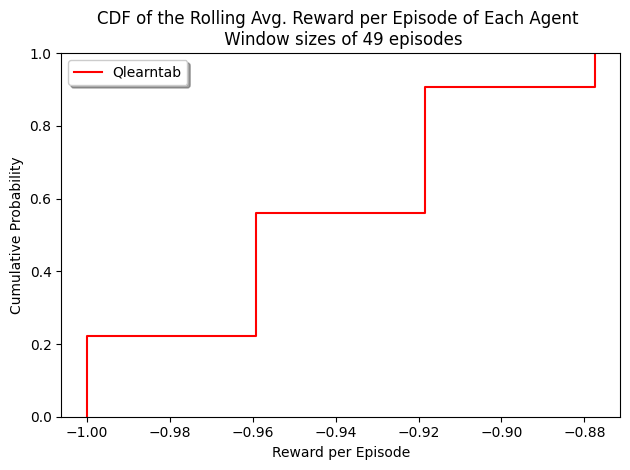 CDF of the Rolling Avg. Reward per Episode of Each Agent
Window sizes of 49 episodes
Qlearntab
Cumulative Probability
1.0
0.8
0.6
0.4
0.2
0.0
−1.00 −0.98 −0.96 −0.94 −0.92 −0.90 −0.88
Reward per Episode